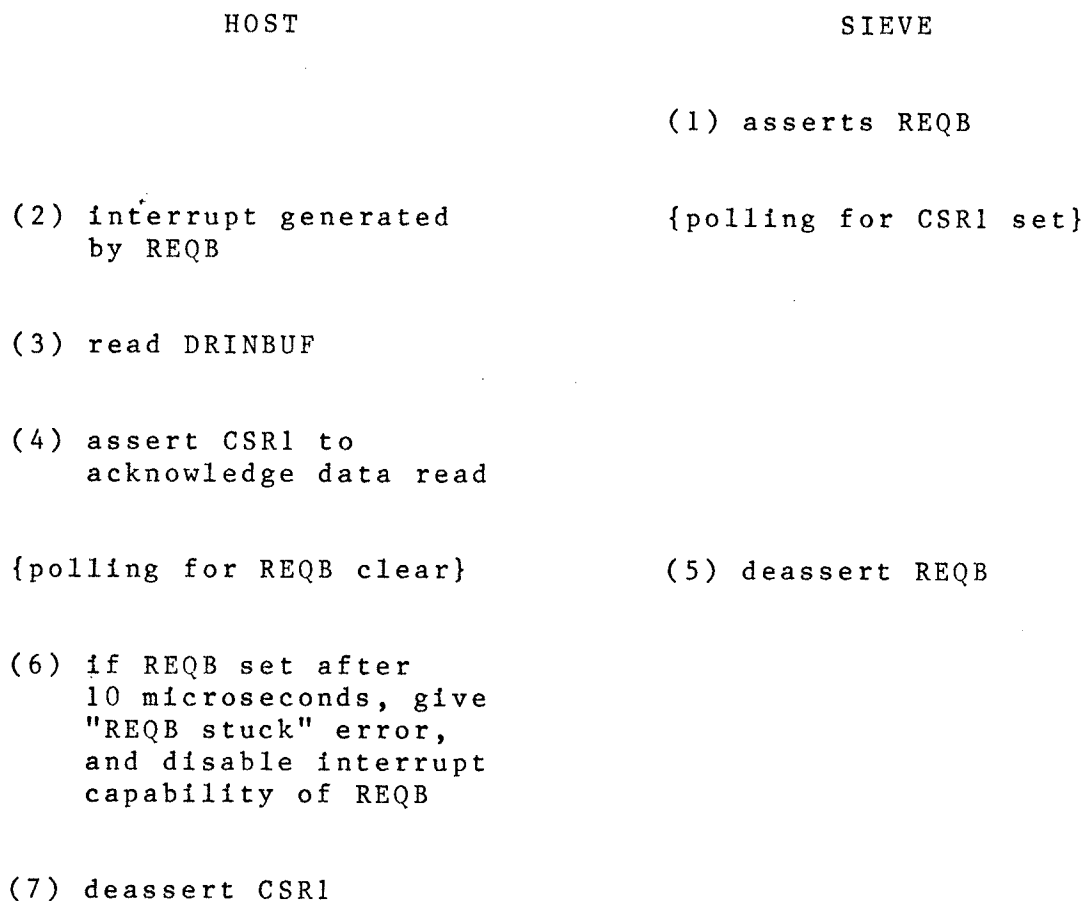 HOST SIEVE
(1) asserts REQB
(2) interrupt generated {polling for CSR1 set}
by REQB
(3) read DRINBUF
(4) assert CSR1 to
acknowledge data read
{polling for REQB clear} (5) deassert REQB
(6) if REQB set after
10 microseconds, give
"REQB stuck" error,
and disable interrupt
capability of REQB
(7) deassert CSR1